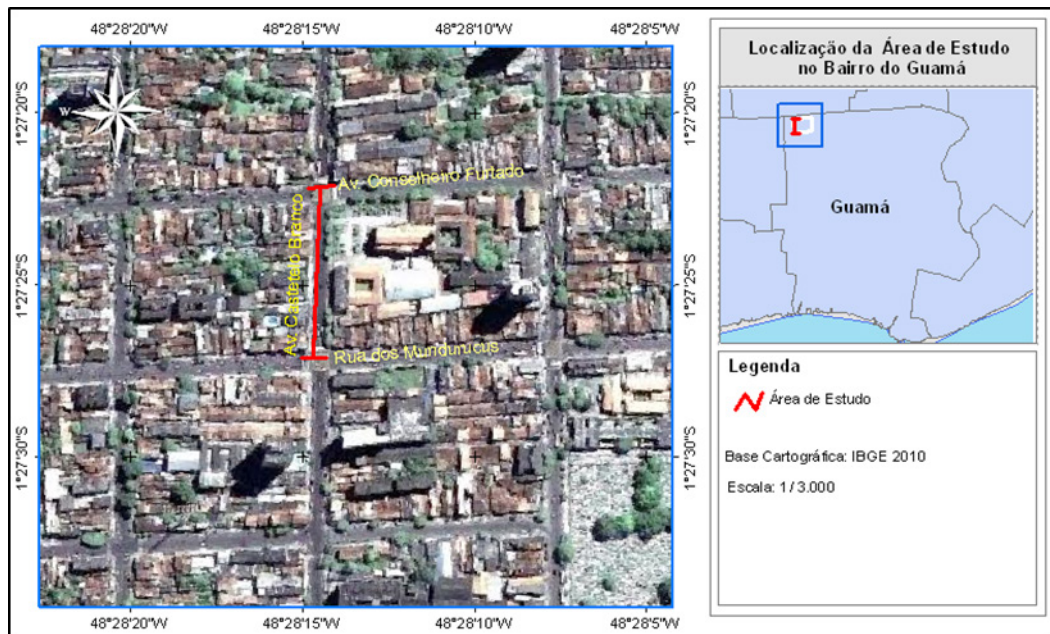 48°28'20"W 48°28'15"W 48°28'10"W 48°28'5"W
W
1°27'20"S 1°27'20"S
Av. Conselheiro Furtado
Av. Castetelo Branco
1°27'25"S 1°27'25"S
Rua dos Mundurucus
1°27'30"S 1°27'30"S
48°28'20"W 48°28'15"W 48°28'10"W 48°28'5"W
Localização da Área de Estudo
no Bairro do Guamá
Guamá
Legenda
Área de Estudo
Base Cartográfica: IBGE 2010
Escala: 1 / 3.000